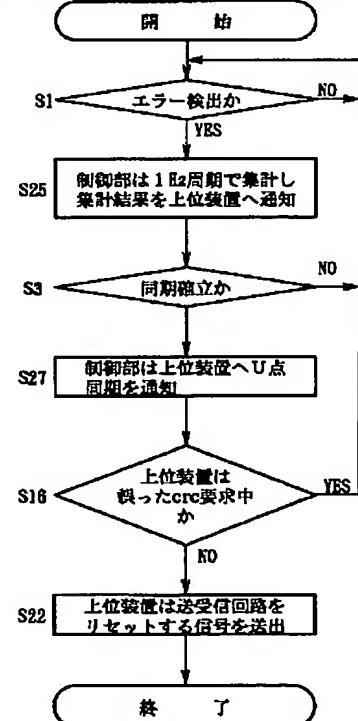 開 始
S1
エラー検出か
NO
YES
S25
制御部は1Hz周期で集計し
集計結果を上位装置へ通知
S3
同期確立か
NO
S27
制御部は上位装置へU点
同期を通知
S16
上位装置は
誤ったcrc要求中
か
YES
NO
S22
上位装置は送受信回路を
リセットする信号を送出
終 了